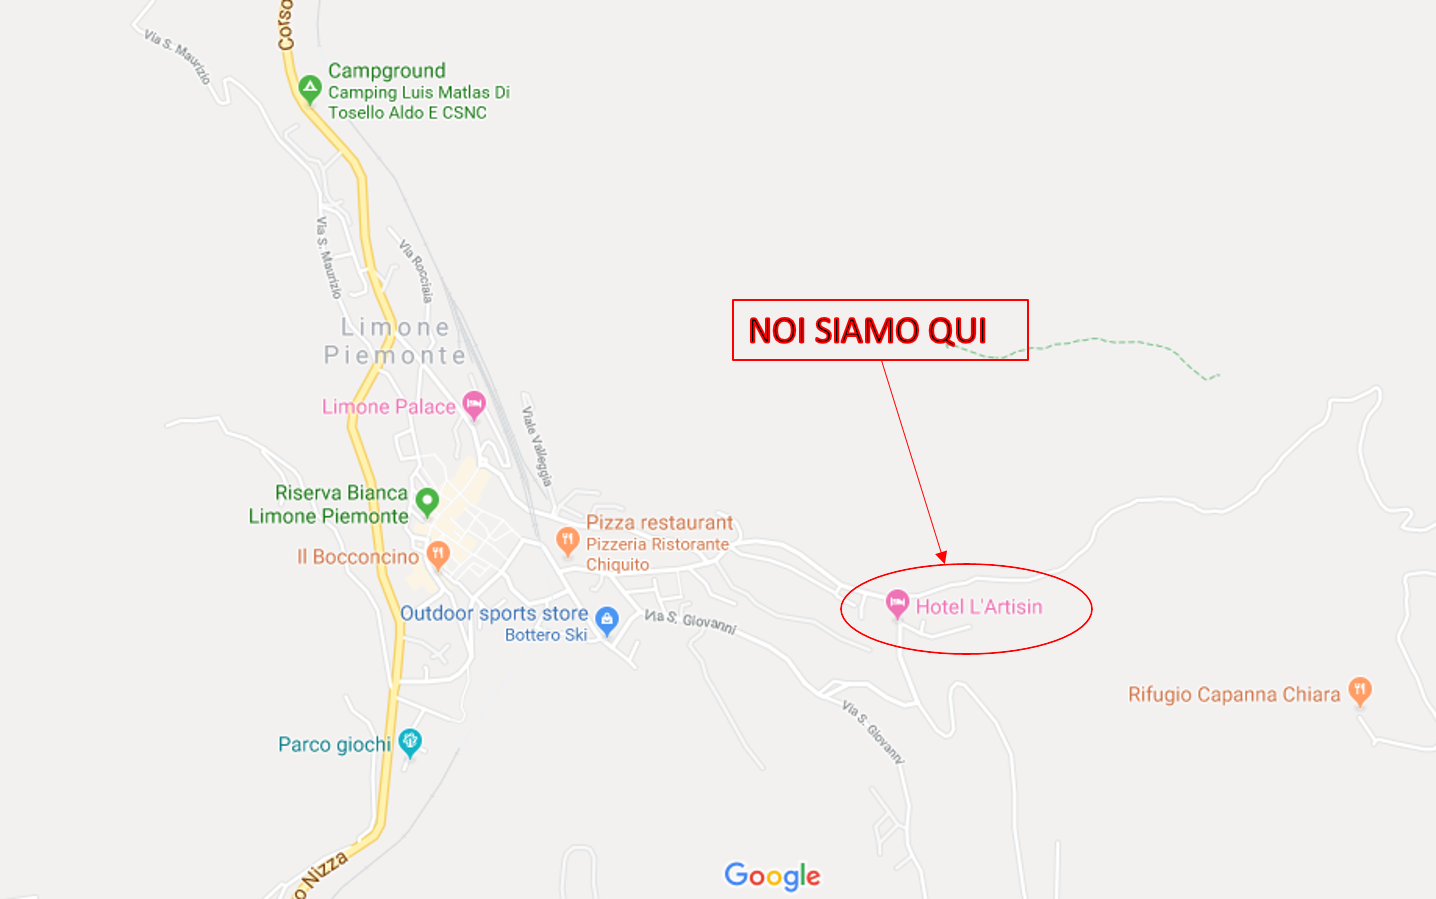 Corso
Via S. Maurizio
Campground
Camping Luis Matlas Di
Tosello Aldo E CSNC
Via S. Maurizio
Via Rocciaia
NOI SIAMO QUI
Limone
Piemonte
Limone Palace
Viale Valleggia
Riserva Bianca
Limone Piemonte
Pizza restaurant
Pizzeria Ristorante
Chiquito
Il Bocconcino
Outdoor sports store
Bottero Ski
Via S. Giovanni
Hotel L'Artisin
Rifugio Capanna Chiara
Via S. Giovanni
Parco giochi
o Nizza
Google